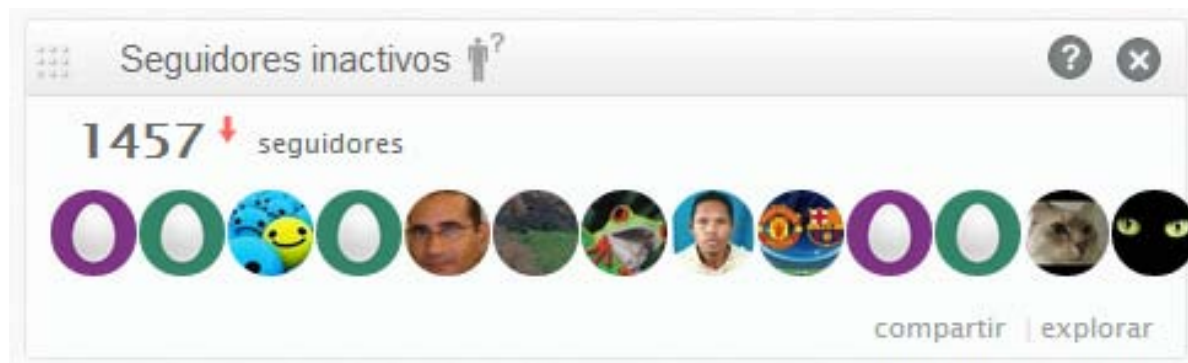 Seguidores inactivos ?
?
1457 seguidores
compartir | explorar